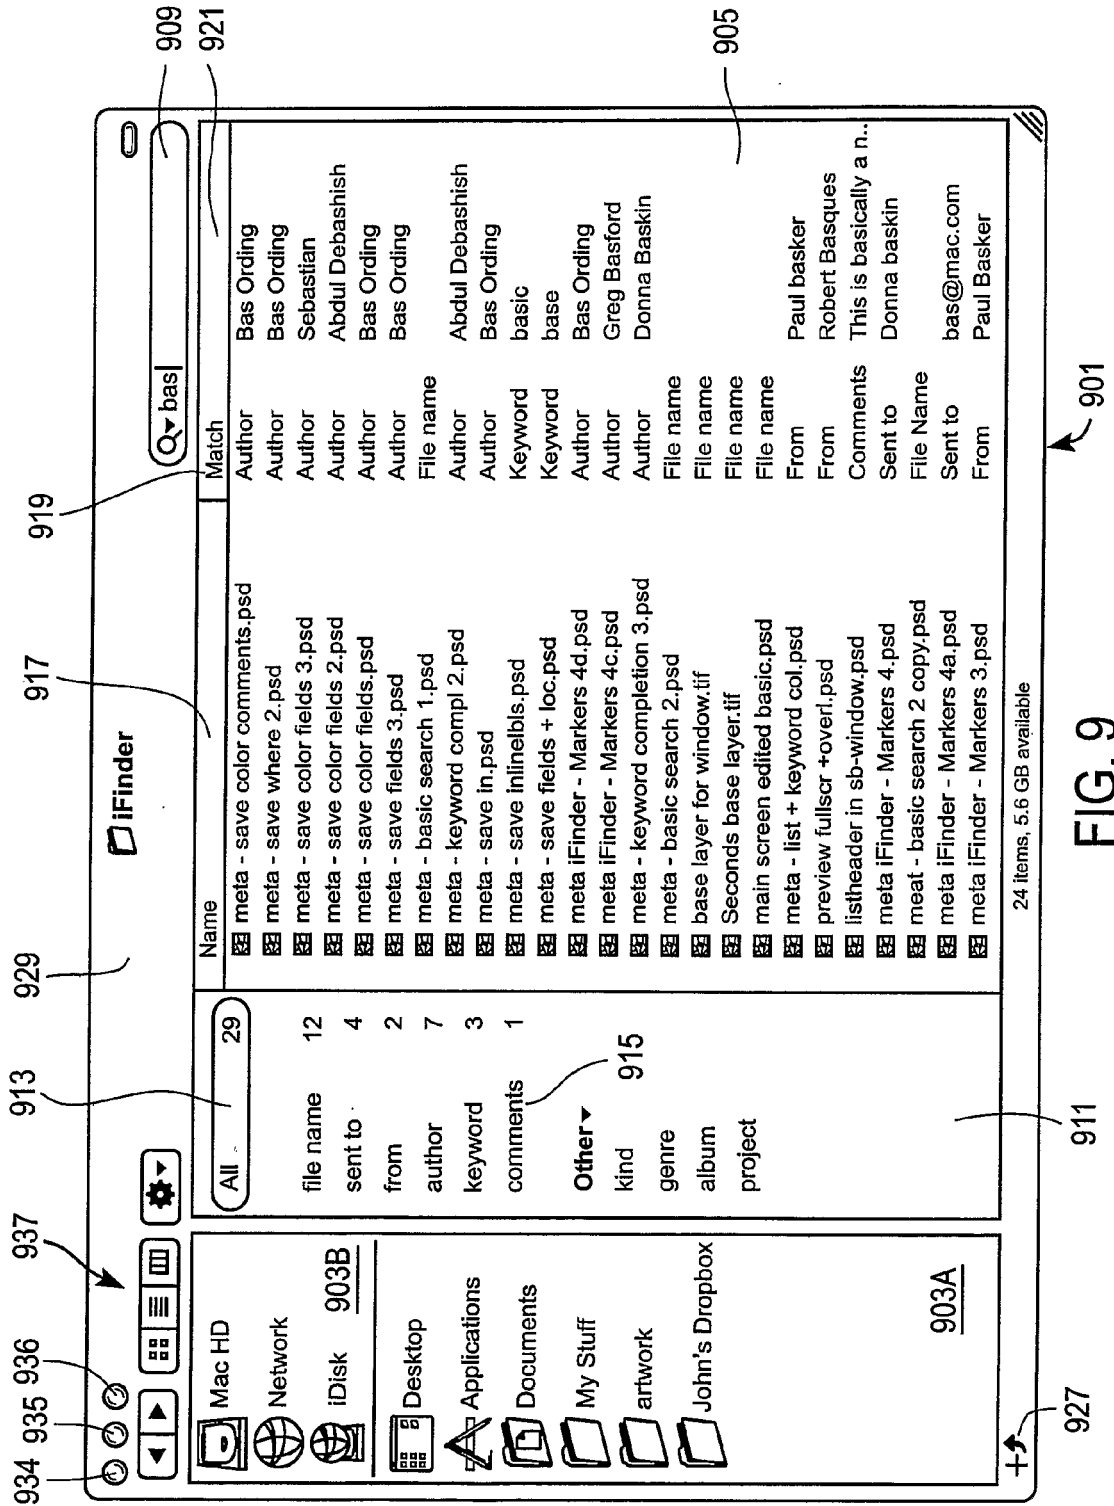 934
935
936
937
913
929
917
919
909
921
iFinder
bas
Mac HD
Network
iDisk
903B
Desktop
Applications
Documents
My Stuff
artwork
John's Dropbox
903A
All 29
file name 12
sent to 4
from 2
author 7
keyword 3
comments 1
915
Other
kind
genre
album
project
Name Match
meta - save color comments.psd Author Bas Ording
meta - save where 2.psd Author Bas Ording
meta - save color fields 3.psd Author Sebastian
meta - save color fields 2.psd Author Abdul Debashish
meta - save color fields.psd Author Bas Ording
meta - save fields 3.psd Author Bas Ording
meta - basic search 1.psd File name
meta - keyword compl 2.psd Author Abdul Debashish
meta - save in.psd Author Bas Ording
meta - save inlinelbls.psd Keyword basic
meta - save fields + loc.psd Keyword base
meta iFinder - Markers 4d.psd Author Bas Ording
meta iFinder - Markers 4c.psd Author Greg Basford
meta - keyword completion 3.psd Author Donna Baskin
meta - basic search 2.psd File name
base layer for window.tif File name
Seconds base layer.tif File name
main screen edited basic.psd File name
meta - list + keyword col.psd From Paul basker
preview fullscr +overl.psd From Robert Basques
listheader in sb-window.psd Comments This is basically a n..
meta iFinder - Markers 4.psd Sent to Donna baskin
meat - basic search 2 copy.psd File Name
meta iFinder - Markers 4a.psd Sent to bas@mac.com
meta iFinder - Markers 3.psd From Paul Basker
905
24 items, 5.6 GB available
927
911
901
FIG. 9